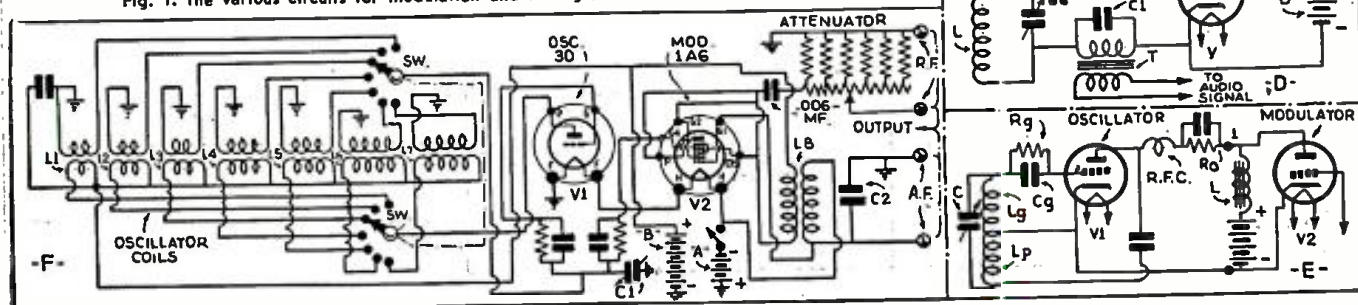 Fig. 1. The various circuits for modulation and
ATTENUATOR
OSC.
30
MOD
1A6
SW.
R.F.
.006-
MF.
OUTPUT
L1
L2
L3
L4
L5
L7
L8
V1
V2
C2
A.F.
SW
OSCILLATOR
COILS
B
A
C1
+
-
-F-
L
C1
V
T
TO
AUDIO
SIGNAL
-D-
OSCILLATOR
MODULATOR
Rg
Cg
C
Lg
Lp
V1
R.F.C.
Ro
1
L
V2
+
-
-E-